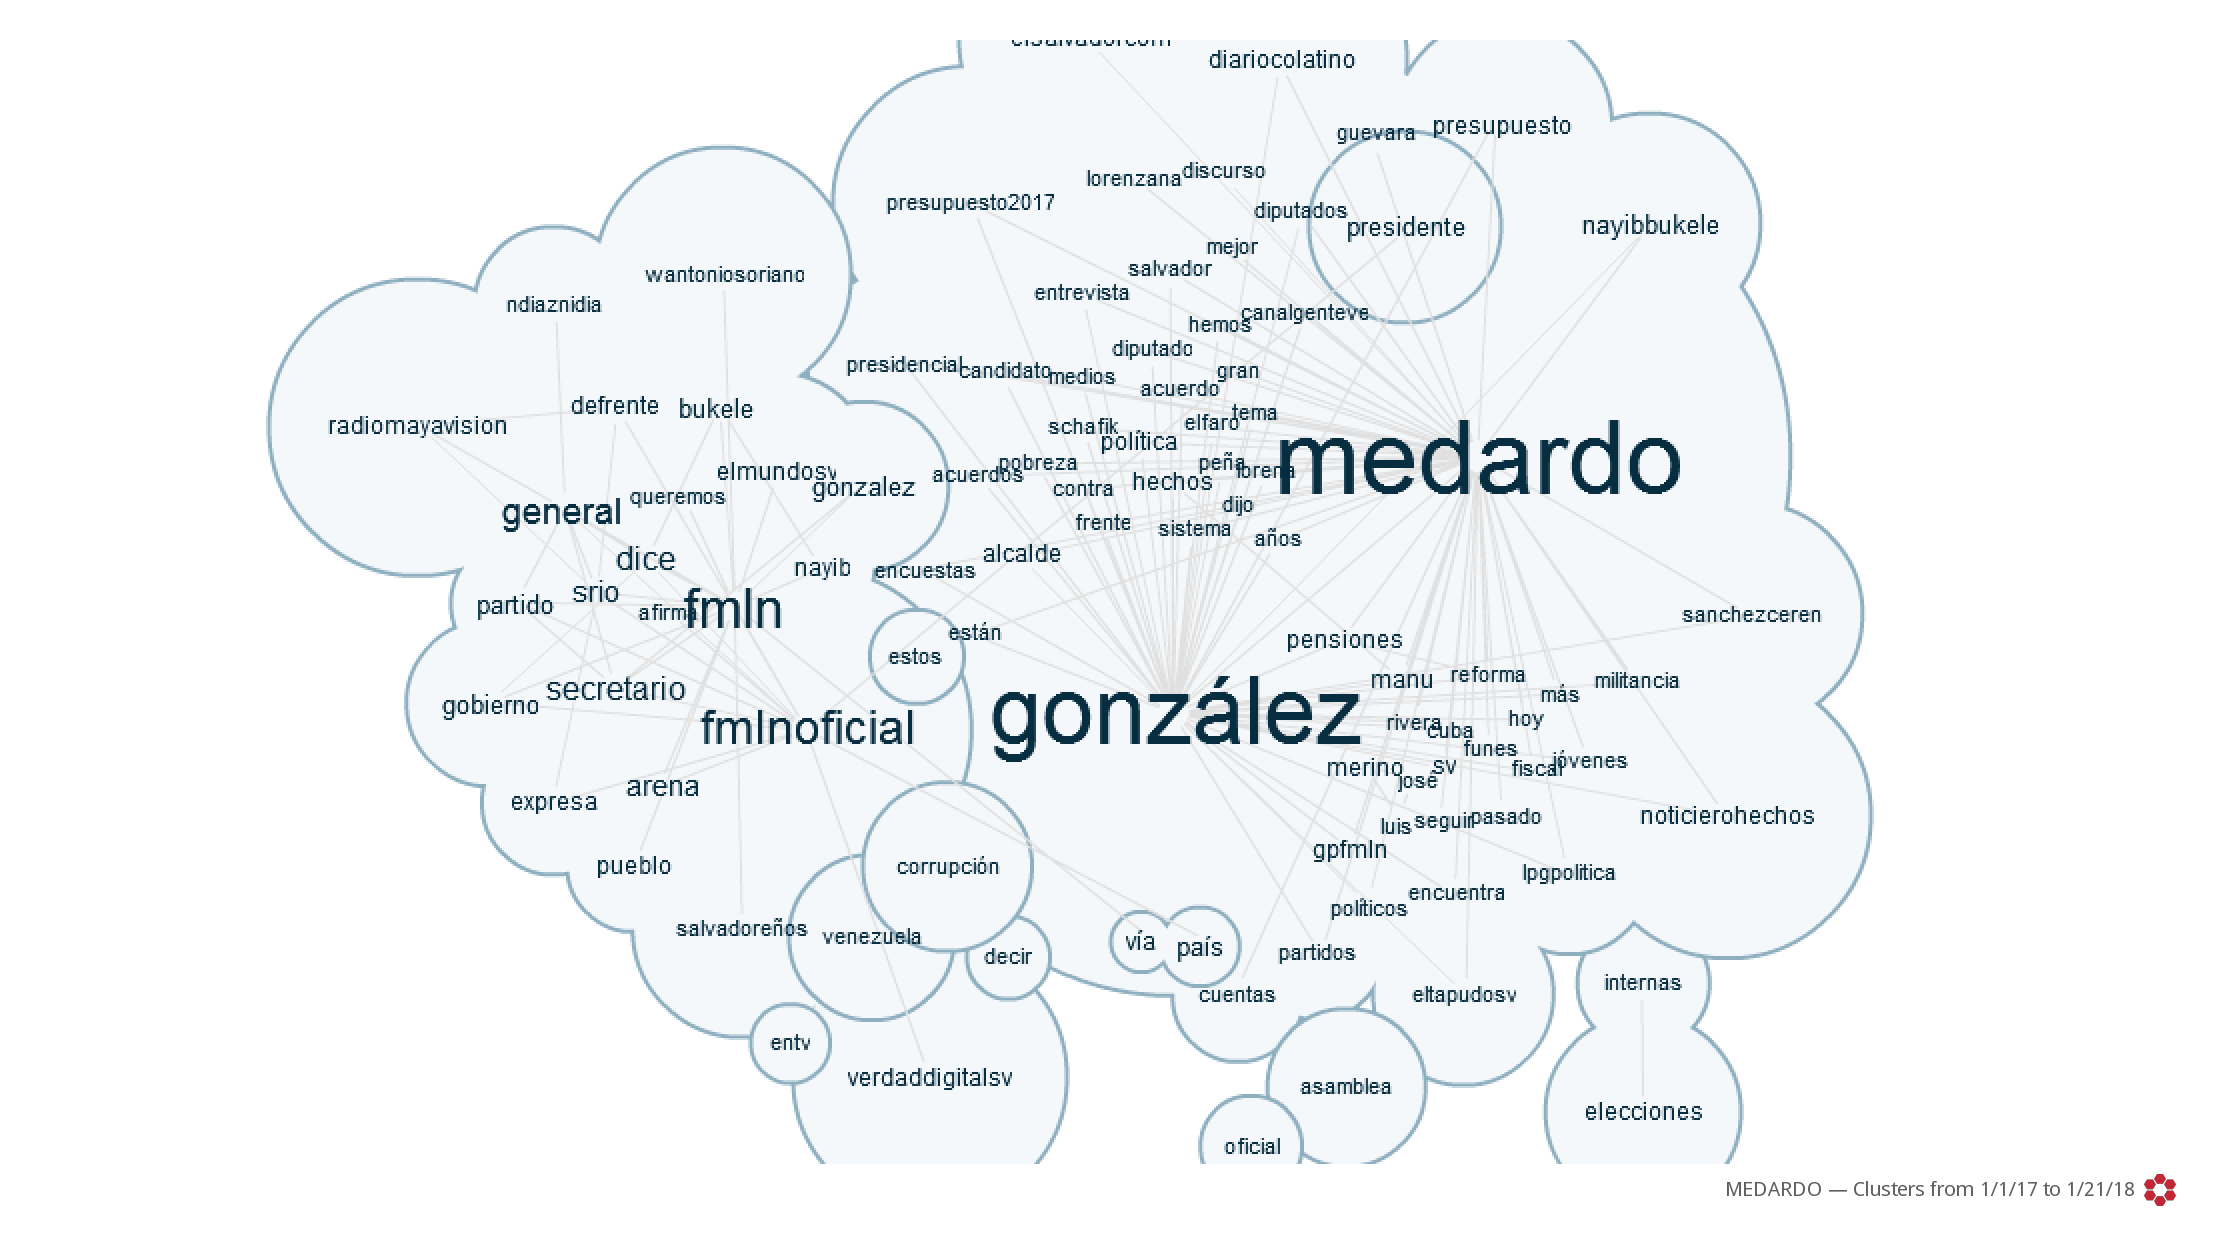 elsalvadorcom
diariocolatino
guevara
presupuesto
lorenzana
discurso
presupuesto2017
diputados
presidente
nayibbukele
mejor
salvador
wantoniosoriano
entrevista
ndiaznidia
canalgenteve
hemos
diputado
presidencial
candidato
medios
gran
acuerdo
defrente
bukele
tema
elfaro
radiomayavision
schafik
política
medardo
pobreza
peña
elmundosv
acuerdos
lorena
hechos
gonzalez
contra
queremos
dijo
general
frente
sistema
años
alcalde
dice
nayib
encuestas
srio
partido
afirma
fmln
sanchezceren
están
pensiones
estos
reforma
manu
militancia
secretario
más
gobierno
gonzález
hoy
rivera
cuba
fmlnoficial
funes
jóvenes
merino
sv
fiscal
josé
arena
expresa
noticierohechos
pasado
seguir
luis
gpfmln
pueblo
corrupción
lpgpolitica
encuentra
políticos
salvadoreños
venezuela
vía
país
partidos
decir
internas
cuentas
eltapudosv
entv
verdaddigitalsv
asamblea
elecciones
oficial
MEDARDO — Clusters from 1/1/17 to 1/21/18